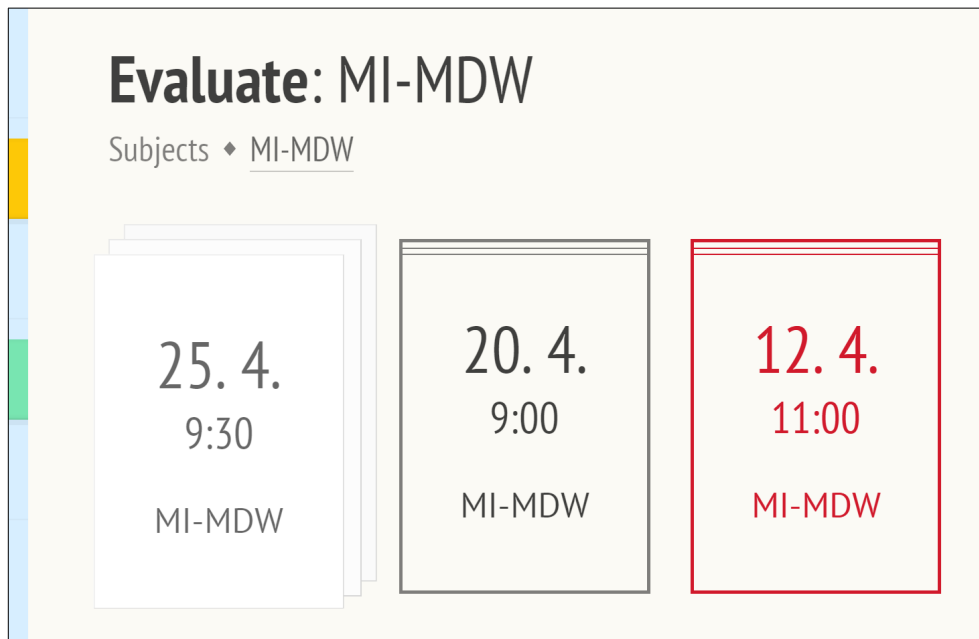 Evaluate: MI-MDW
Subjects ♦ MI-MDW
25. 4.
9:30
MI-MDW
20. 4.
9:00
MI-MDW
12. 4.
11:00
MI-MDW